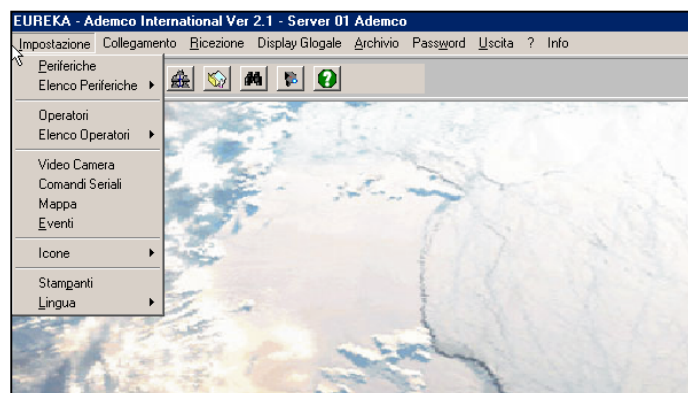 EUREKA - Ademco International Ver 2.1 - Server 01 Ademco
Impostazione Collegamento Ricezione Display Glogale Archivio Password Uscita ? Info
Periferiche
Elenco Periferiche
Operatori
Elenco Operatori
Video Camera
Comandi Seriali
Mappa
Eventi
Icone
Stampanti
Lingua